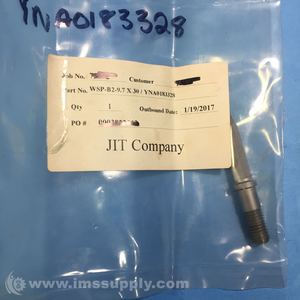 YNA0183328
Job No. Customer
Part No. WSP-B2-9.7 X 30 / YNA0183328
Qty 1 Outbound Date: 1/19/2017
PO #
JIT Company
www.imssupply.com